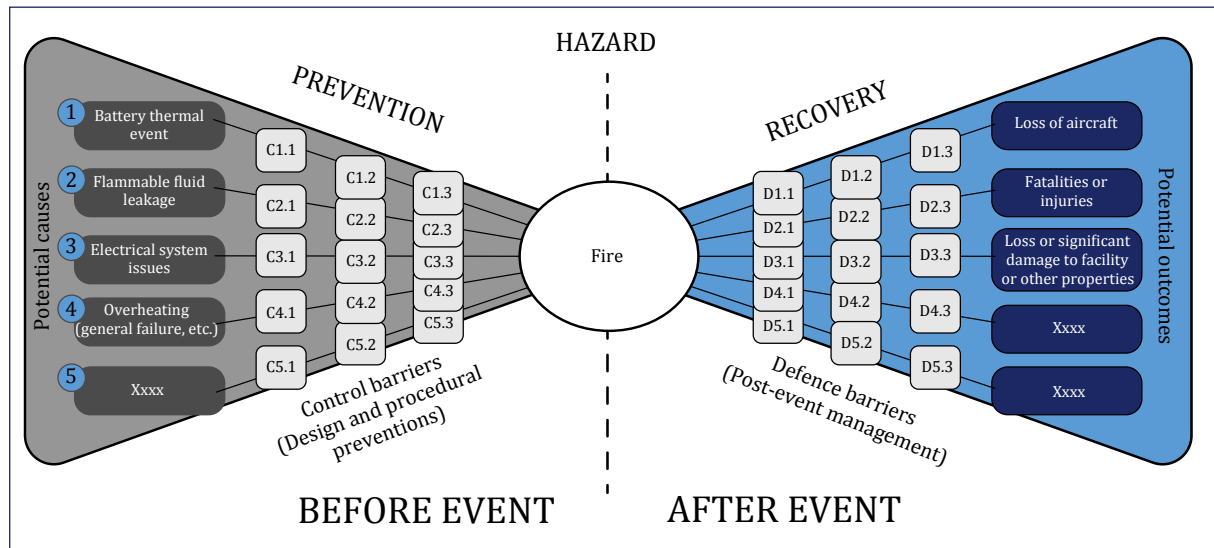 HAZARD
PREVENTION
RECOVERY
Potential causes
1
Battery thermal
event
2
Flammable fluid
leakage
3
Electrical system
issues
4
Overheating
(general failure, etc.)
5
Xxxx
C1.1
C2.1
C3.1
C4.1
C5.1
C1.2
C2.2
C3.2
C4.2
C5.2
C1.3
C2.3
C3.3
C4.3
C5.3
Control barriers
(Design and procedural
preventions)
Fire
D1.1
D2.1
D3.1
D4.1
D5.1
D1.2
D2.2
D3.2
D4.2
D5.2
D1.3
D2.3
D3.3
D4.3
D5.3
Defence barriers
(Post-event management)
Loss of aircraft
Fatalities or
injuries
Loss or significant
damage to facility
or other properties
Xxxx
Xxxx
Potential outcomes
BEFORE EVENT
AFTER EVENT